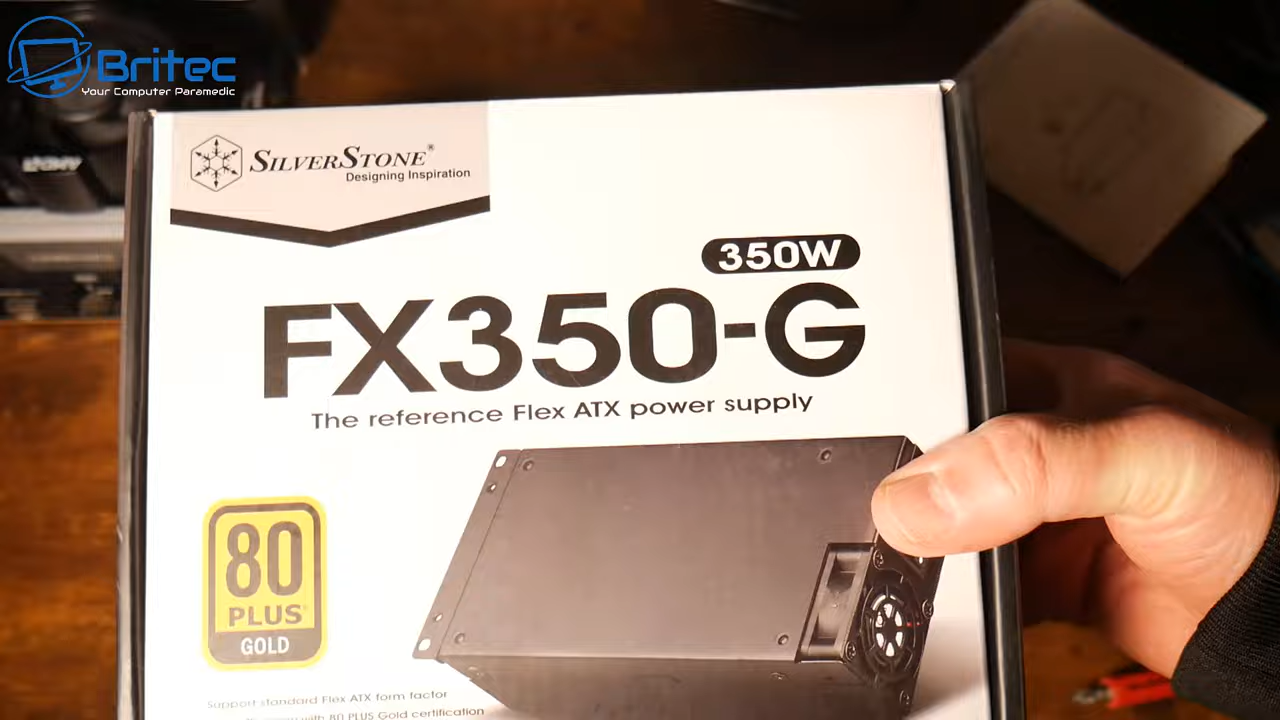 Britec
Your Computer Paramedic
SILVERSTONE®
Designing Inspiration
350W
FX350-G
The reference Flex ATX power supply
80
PLUS®
GOLD
Support standard Flex ATX form factor
with 80 PLUS Gold certification